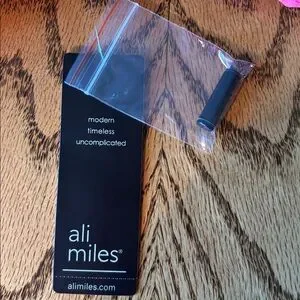 modern
timeless
uncomplicated
ali
miles®
alimiles.com